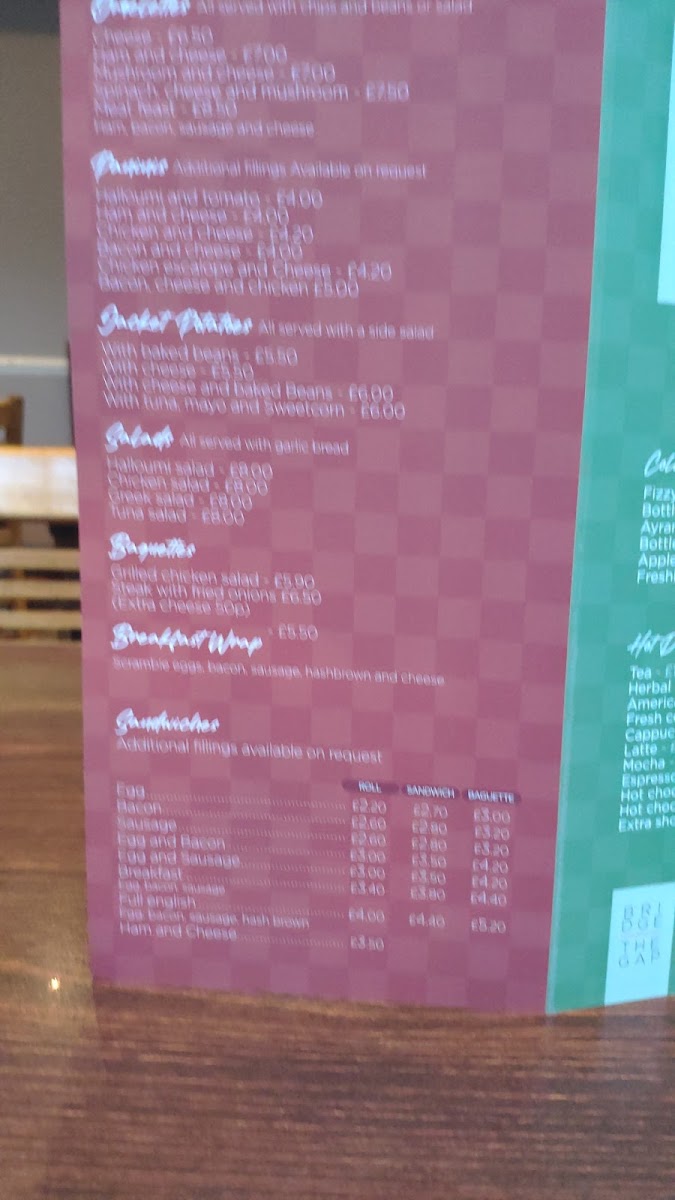 Omelettes All served with chips and beans or salad
Cheese - £6.50
Ham and cheese - £7.00
Mushroom and cheese - £7.00
Spinach, cheese and mushroom - £7.50
Meat feast - £8.50
Ham, bacon, sausage and cheese
Paninis Additional fillings Available on request
Halloumi and tomato - £4.00
Ham and cheese - £4.00
Chicken and cheese - £4.20
Bacon and cheese - £4.00
Chicken escalope and Cheese - £4.20
Bacon, cheese and chicken £5.00
Jacket Potatoes All served with a side salad
With baked beans - £5.50
With cheese - £5.50
With cheese and baked Beans - £6.00
With tuna, mayo and Sweetcorn - £6.00
Salads All served with garlic bread
Halloumi salad - £8.00
Chicken salad - £8.00
Greek salad - £8.00
Tuna salad - £8.00
Baguettes
Grilled chicken salad - £5.90
Steak with fried onions £6.50
(Extra cheese 50p)
Breakfast Wrap - £5.50
Scramble eggs, bacon, sausage, hashbrown and cheese
Sandwiches
Additional fillings available on request
ROLL SANDWICH BAGUETTE
Egg £2.20 £2.70 £3.00
Bacon £2.60 £2.80 £3.20
Sausage £2.60 £2.80 £3.20
Egg and Bacon £3.00 £3.50 £4.20
Egg and Sausage £3.00 £3.50 £4.20
Breakfast £3.40 £3.80 £4.40
Egg, bacon, sausage
Full english £4.00 £4.40 £5.20
Egg, bacon, sausage, hash brown
Ham and Cheese £3.50
Fizzy
Ayran
Apple
Tea -
Herbal
Latte -
Mocha -
Espresso
Hot choc
Hot choc
BRI
DGE
THE
GAP